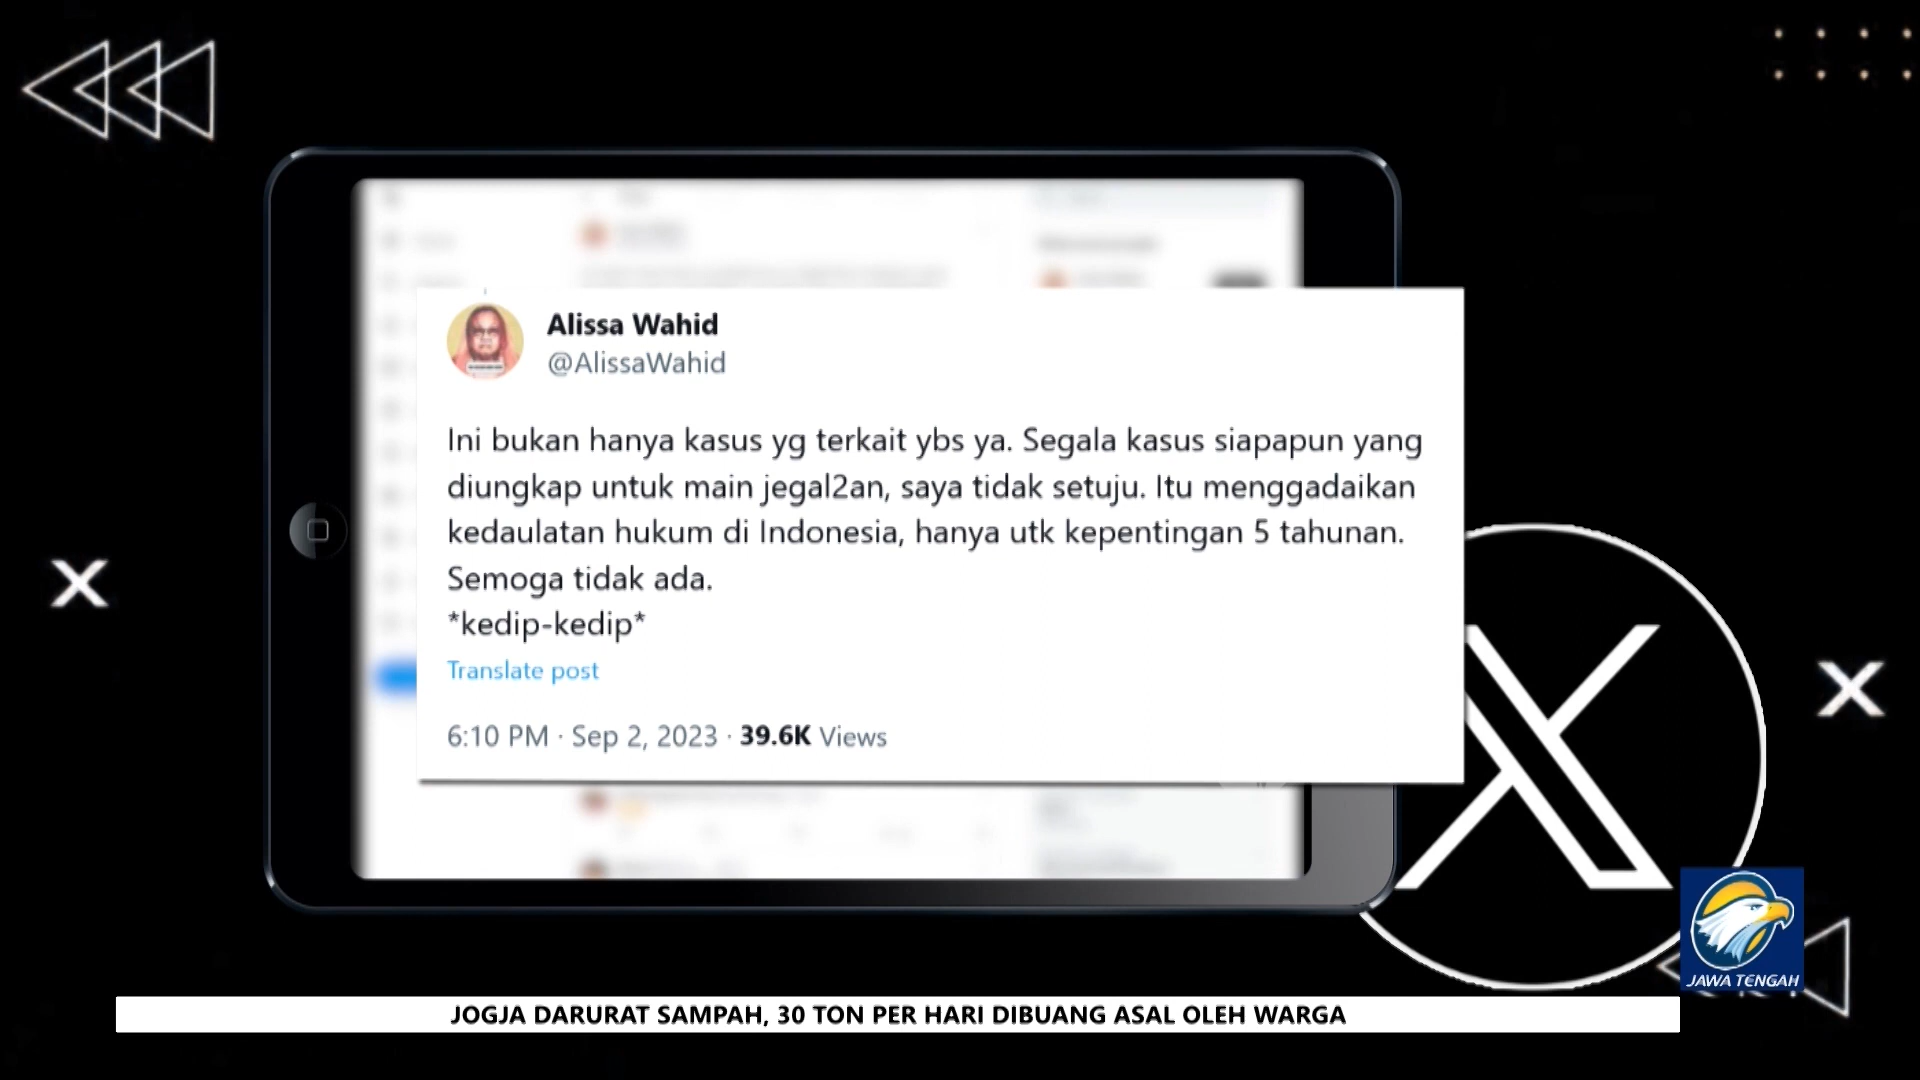 Alissa Wahid
@AlissaWahid
Ini bukan hanya kasus yg terkait ybs ya. Segala kasus siapapun yang
diungkap untuk main jegal2an, saya tidak setuju. Itu menggadaikan
kedaulatan hukum di Indonesia, hanya utk kepentingan 5 tahunan.
Semoga tidak ada.
*kedip-kedip*
Translate post
6:10 PM · Sep 2, 2023 · 39.6K Views
JAWA TENGAH
JOGJA DARURAT SAMPAH, 30 TON PER HARI DIBUANG ASAL OLEH WARGA